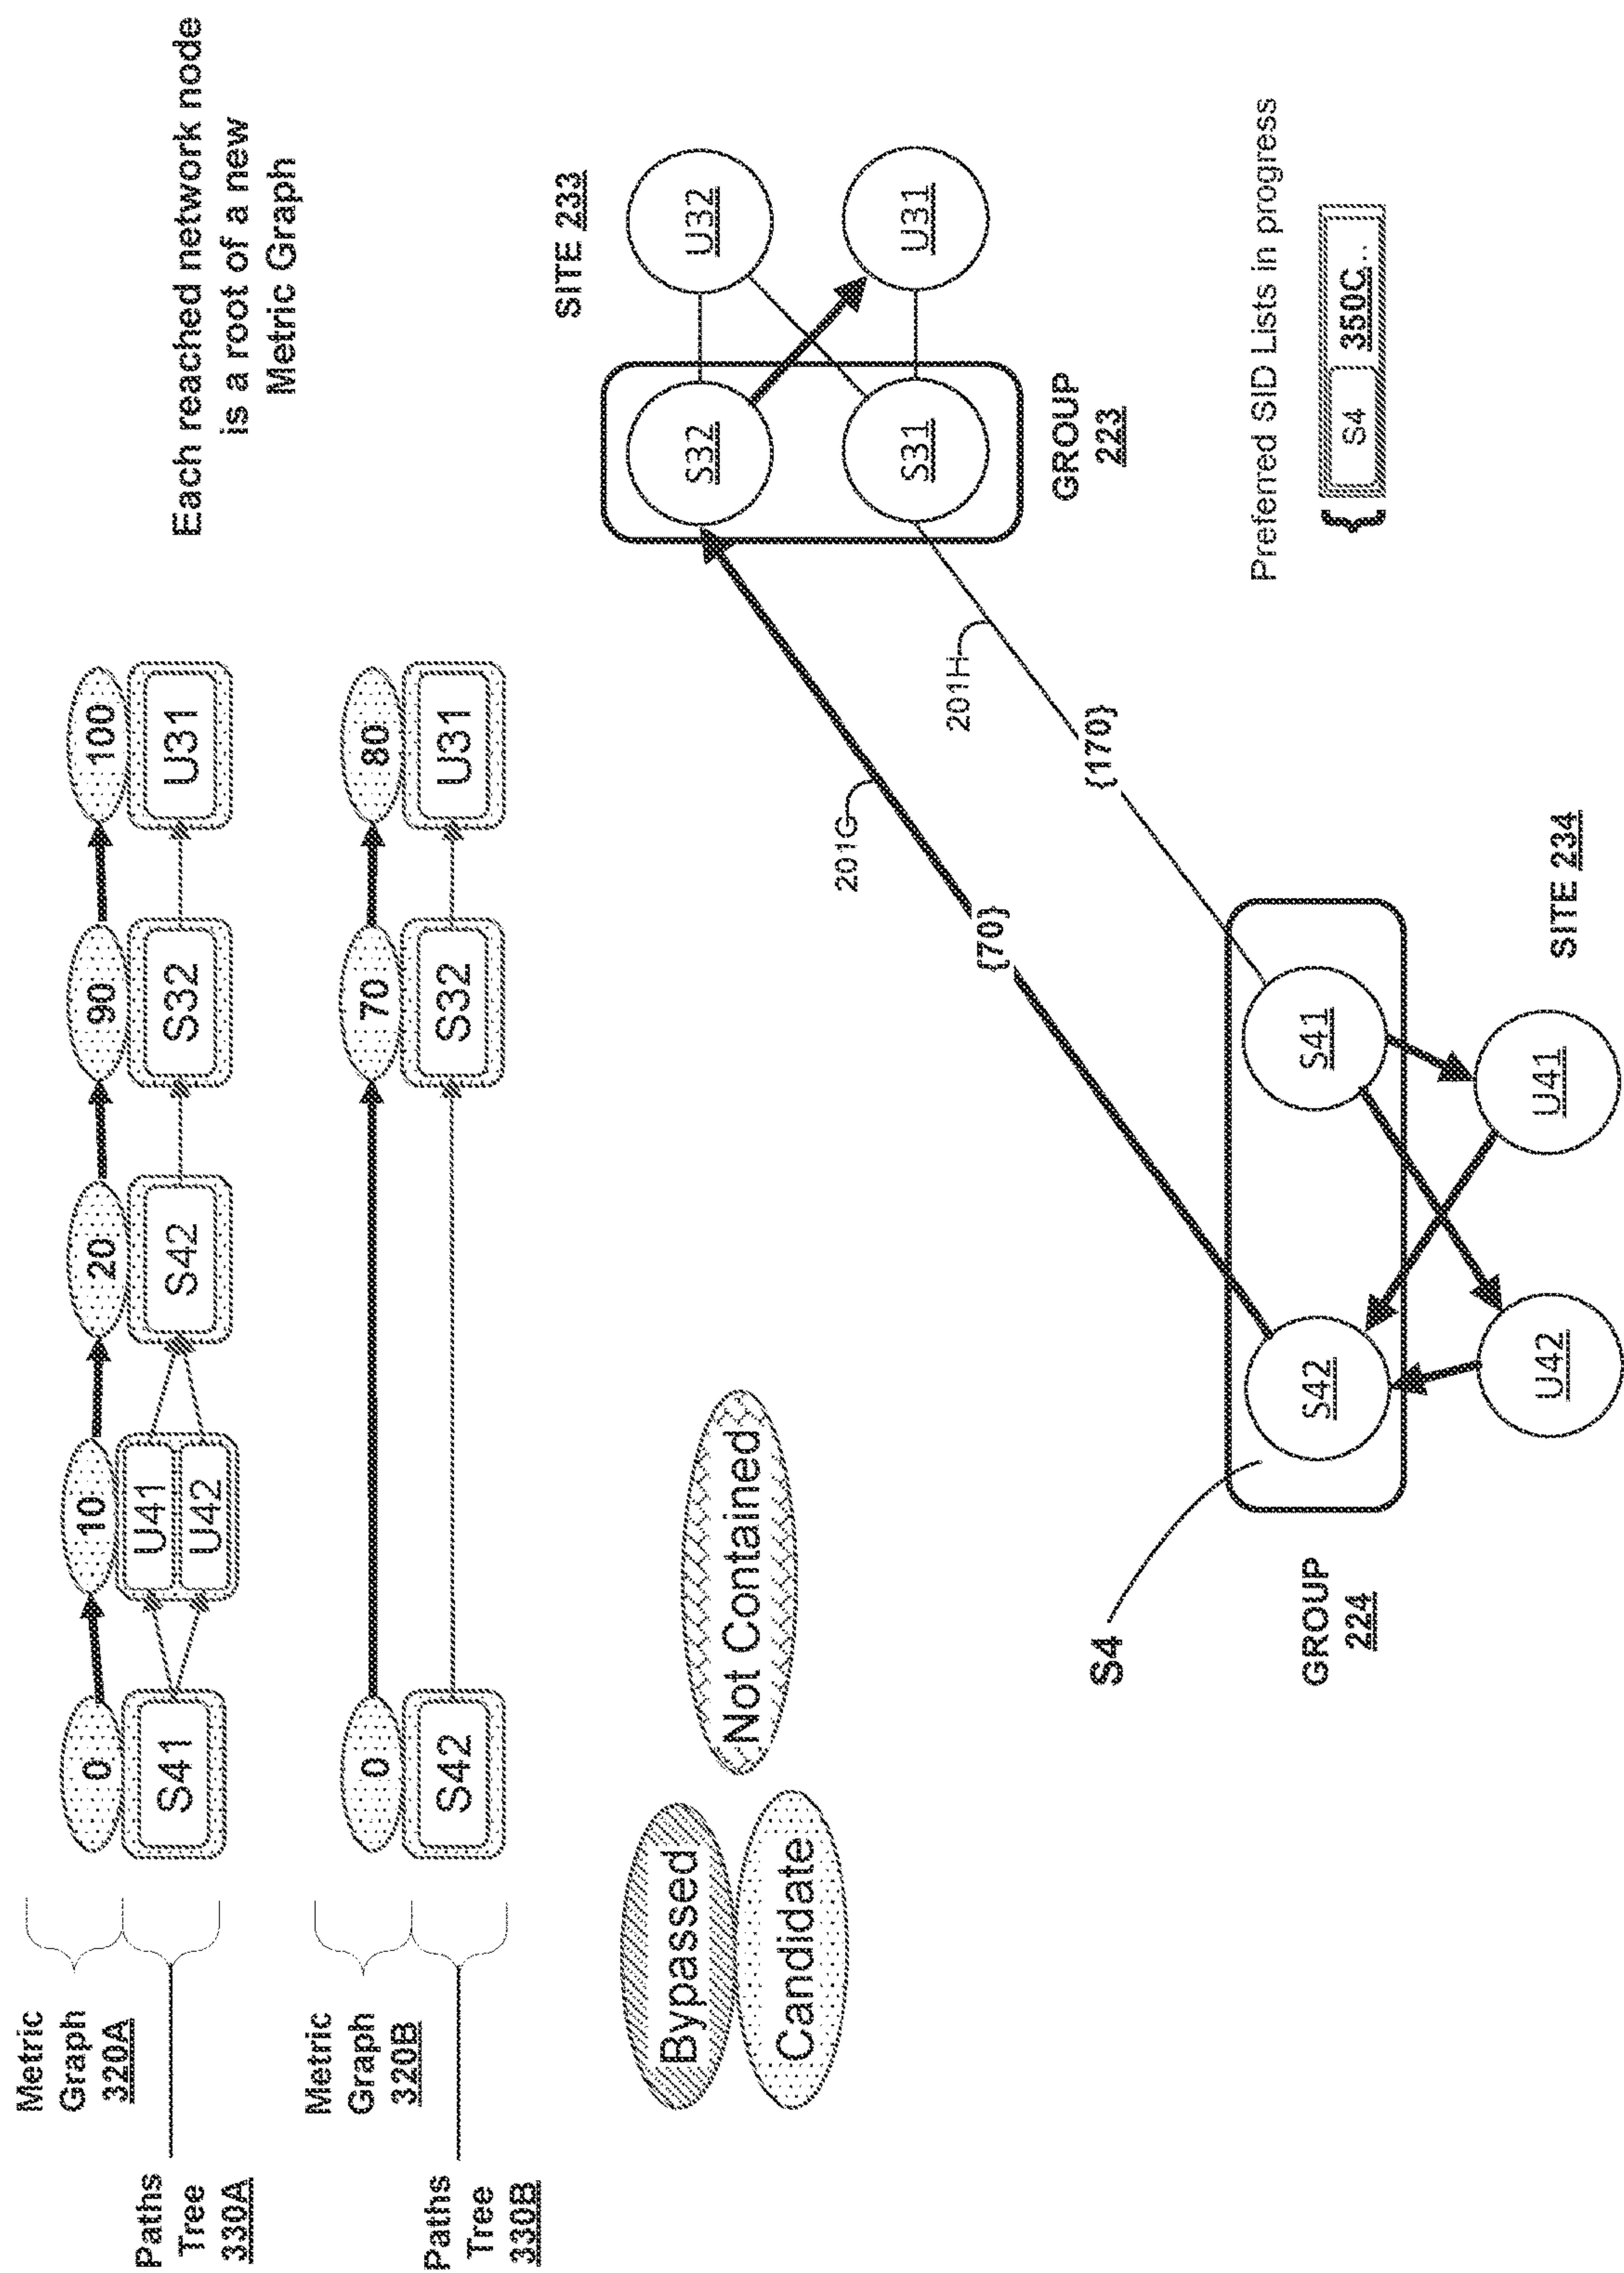 Each reached network node
is a root of a new
Metric Graph
Metric
Graph
320A
0
10
20
90
100
Paths
Tree
330A
S41
U41
U42
S42
S32
U31
Metric
Graph
320B
0
70
80
Paths
Tree
330B
S42
S32
U31
Bypassed
Candidate
Not Contained
SITE 233
S32
U32
S31
U31
GROUP
223
201G
{70}
201H
{170}
S4
GROUP
224
S42
S41
U42
U41
SITE 234
Preferred SID Lists in progress
{
S4
350C...